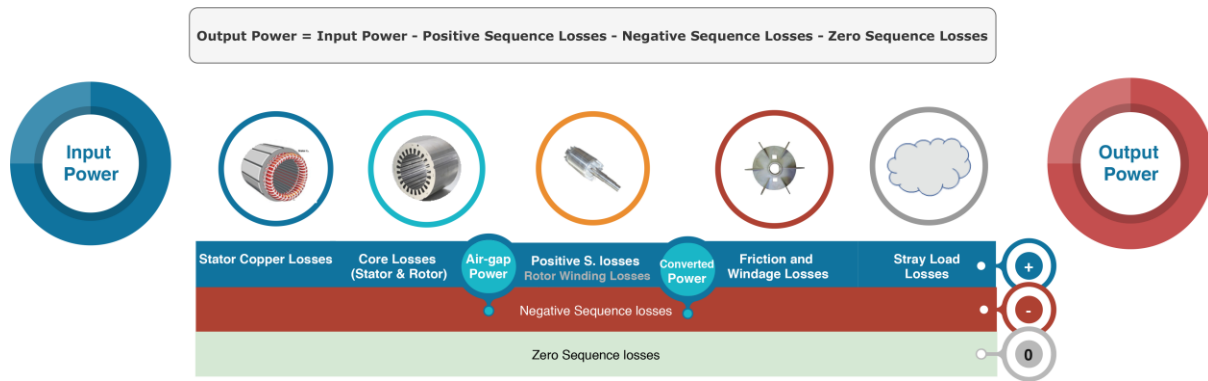 Output Power = Input Power - Positive Sequence Losses - Negative Sequence Losses - Zero Sequence Losses
Input
Power
Output
Power
Stator Copper Losses
Core Losses
(Stator & Rotor)
Air-gap
Power
Positive S. losses
Rotor Winding Losses
Converted
Power
Friction and
Windage Losses
Stray Load
Losses
+
Negative Sequence losses
-
Zero Sequence losses
0